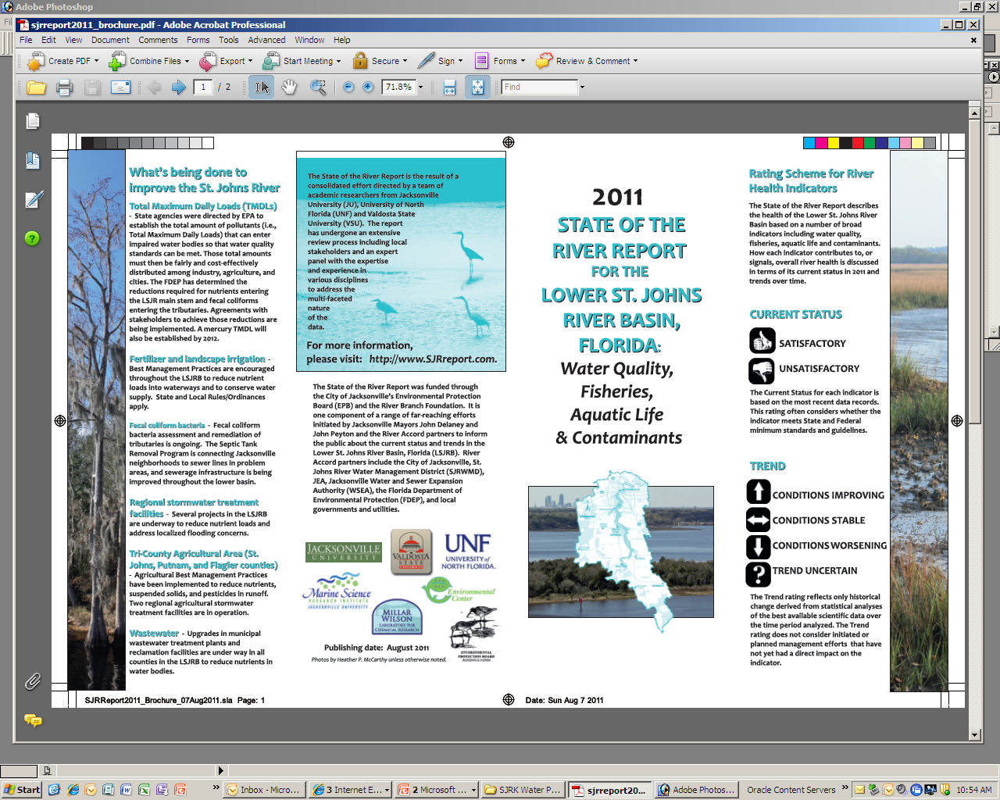 Adobe Photoshop
sjrreport2011_brochure.pdf - Adobe Acrobat Professional
File Edit View Document Comments Forms Tools Advanced Window Help
Create PDF Combine Files Export Start Meeting Secure Sign Forms Review & Comment
1 / 2 71.8% Find
What's being done to
improve the St. Johns River
Total Maximum Daily Loads (TMDLs)
- State agencies were directed by EPA to
establish the total amount of pollutants (i.e.,
Total Maximum Daily Loads) that can enter
impaired water bodies so that water quality
standards can be met. Those total amounts
must then be fairly and cost-effectively
distributed among industry, agriculture, and
cities. The FDEP has determined the
reductions required for nutrients entering
the LSJR main stem and fecal coliforms
entering the tributaries. Agreements with
stakeholders to achieve those reductions are
being implemented. A mercury TMDL will
also be established by 2012.
Fertilizer and landscape irrigation -
Best Management Practices are encouraged
throughout the LSJRB to reduce nutrient
loads into waterways and to conserve water
supply. State and Local Rules/Ordinances
apply.
Fecal coliform bacteria - Fecal coliform
bacteria assessment and remediation of
tributaries is ongoing. The Septic Tank
Removal Program is connecting Jacksonville
neighborhoods to sewer lines in problem
areas, and sewerage infrastructure is being
improved throughout the lower basin.
Regional stormwater treatment
facilities - Several projects in the LSJRB
are underway to reduce nutrient loads and
address localized flooding concerns.
Tri-County Agricultural Area (St.
Johns, Putnam, and Flagler counties)
- Agricultural Best Management Practices
have been implemented to reduce nutrients,
suspended solids, and pesticides in runoff.
Two regional agricultural stormwater
treatment facilities are in operation.
Wastewater - Upgrades in municipal
wastewater treatment plants and
reclamation facilities are under way in all
counties in the LSJRB to reduce nutrients in
water bodies.
The State of the River Report is the result of a
consolidated effort directed by a team of
academic researchers from Jacksonville
University (JU), University of North
Florida (UNF) and Valdosta State
University (VSU). The report
has undergone an extensive
review process including local
stakeholders and an expert
panel with the expertise
and experience in
various disciplines
to address the
multi-faceted
nature
of the
data.
For more information,
please visit: http://www.SJRreport.com.
The State of the River Report was funded through
the City of Jacksonville's Environmental Protection
Board (EPB) and the River Branch Foundation. It is
one component of a range of far-reaching efforts
initiated by Jacksonville Mayors John Delaney and
John Peyton and the River Accord partners to inform
the public about the current status and trends in the
Lower St. Johns River Basin, Florida (LSJRB). River
Accord partners include the City of Jacksonville, St.
Johns River Water Management District (SJRWMD),
JEA, Jacksonville Water and Sewer Expansion
Authority (WSEA), the Florida Department of
Environmental Protection (FDEP), and local
governments and utilities.
JACKSONVILLE
UNIVERSITY
VALDOSTA
STATE
UNIVERSITY
UNF
UNIVERSITY of
NORTH FLORIDA.
Marine Science
RESEARCH INSTITUTE
JACKSONVILLE UNIVERSITY
Environmental
Center
MILLAR
WILSON
LABORATORY FOR
CHEMICAL RESEARCH
ENVIRONMENTAL
PROTECTION BOARD
JACKSONVILLE, FLORIDA
Publishing date: August 2011
Photos by Heather P. McCarthy unless otherwise noted.
2011
STATE OF THE
RIVER REPORT
FOR THE
LOWER ST. JOHNS
RIVER BASIN,
FLORIDA:
Water Quality,
Fisheries,
Aquatic Life
& Contaminants
Rating Scheme for River
Health Indicators
The State of the River Report describes
the health of the Lower St. Johns River
Basin based on a number of broad
indicators including water quality,
fisheries, aquatic life and contaminants.
How each indicator contributes to, or
signals, overall river health is discussed
in terms of its current status in 2011 and
trends over time.
CURRENT STATUS
SATISFACTORY
UNSATISFACTORY
The Current Status for each indicator is
based on the most recent data records.
This rating often considers whether the
indicator meets State and Federal
minimum standards and guidelines.
TREND
CONDITIONS IMPROVING
CONDITIONS STABLE
CONDITIONS WORSENING
? TREND UNCERTAIN
The Trend rating reflects only historical
change derived from statistical analyses
of the best available scientific data over
the time period analyzed. The Trend
rating does not consider initiated or
planned management efforts that have
not yet had a direct impact on the
indicator.
SJRReport2011_Brochure_07Aug2011.sla Page: 1
Date: Sun Aug 7 2011
Start Inbox - Micro... 3 Internet E... 2 Microsoft ... SJRK Water P... sjrreport20... Adobe Photos... Oracle Content Servers 10:54 AM